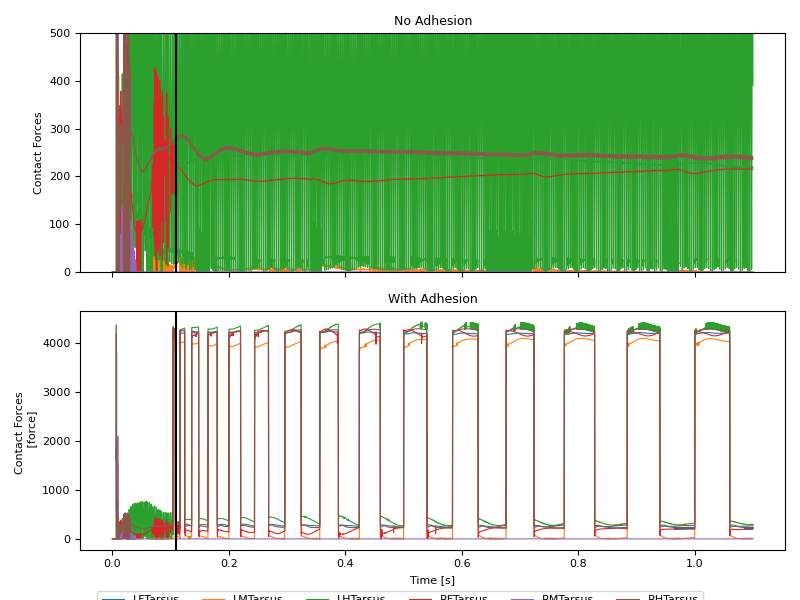 No Adhesion
500
400
300
200
100
0
Contact Forces
With Adhesion
4000
3000
2000
1000
0
Contact Forces
[force]
0.0 0.2 0.4 0.6 0.8 1.0
Time [s]
LFTarsus LMTarsus LHTarsus RFTarsus RMTarsus RHTarsus